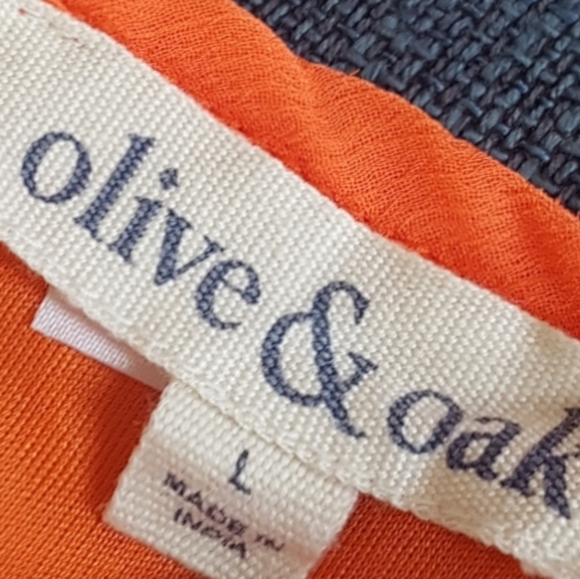 olive & oak
L
MADE IN
INDIA